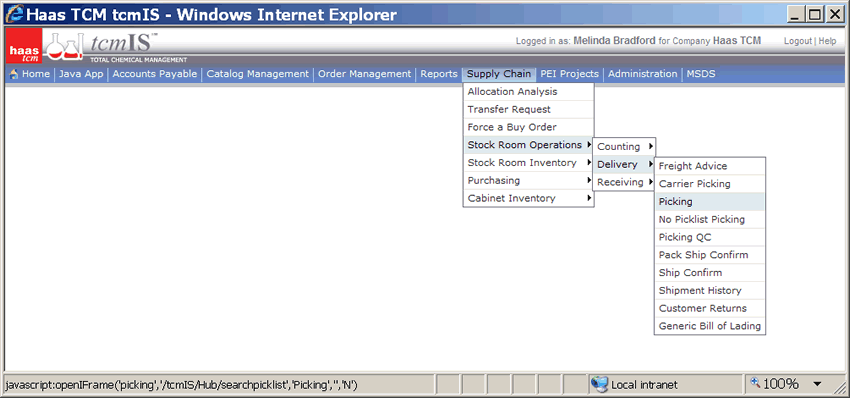 Haas TCM tcmIS - Windows Internet Explorer
haas
tcm
tcmIS™
TOTAL CHEMICAL MANAGEMENT
Logged in as: Melinda Bradford for Company Haas TCM
Logout | Help
Home | Java App | Accounts Payable | Catalog Management | Order Management | Reports | Supply Chain | PEI Projects | Administration | MSDS
Allocation Analysis
Transfer Request
Force a Buy Order
Stock Room Operations
Stock Room Inventory
Purchasing
Cabinet Inventory
Counting
Delivery
Receiving
Freight Advice
Carrier Picking
Picking
No Picklist Picking
Picking QC
Pack Ship Confirm
Ship Confirm
Shipment History
Customer Returns
Generic Bill of Lading
javascript:openIFrame('picking','/tcmIS/Hub/searchpicklist','Picking','','N')
Local intranet
100%